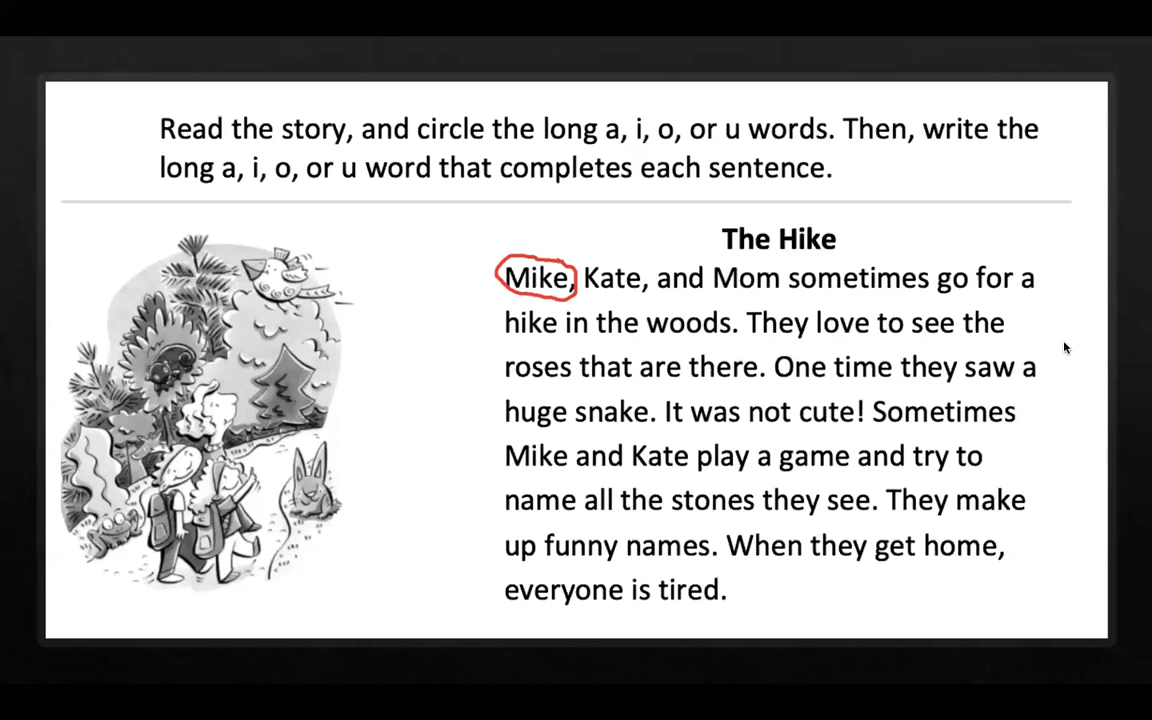 Read the story, and circle the long a, i, o, or u words. Then, write the
long a, i, o, or u word that completes each sentence.
The Hike
Mike, Kate, and Mom sometimes go for a
hike in the woods. They love to see the
roses that are there. One time they saw a
huge snake. It was not cute! Sometimes
Mike and Kate play a game and try to
name all the stones they see. They make
up funny names. When they get home,
everyone is tired.